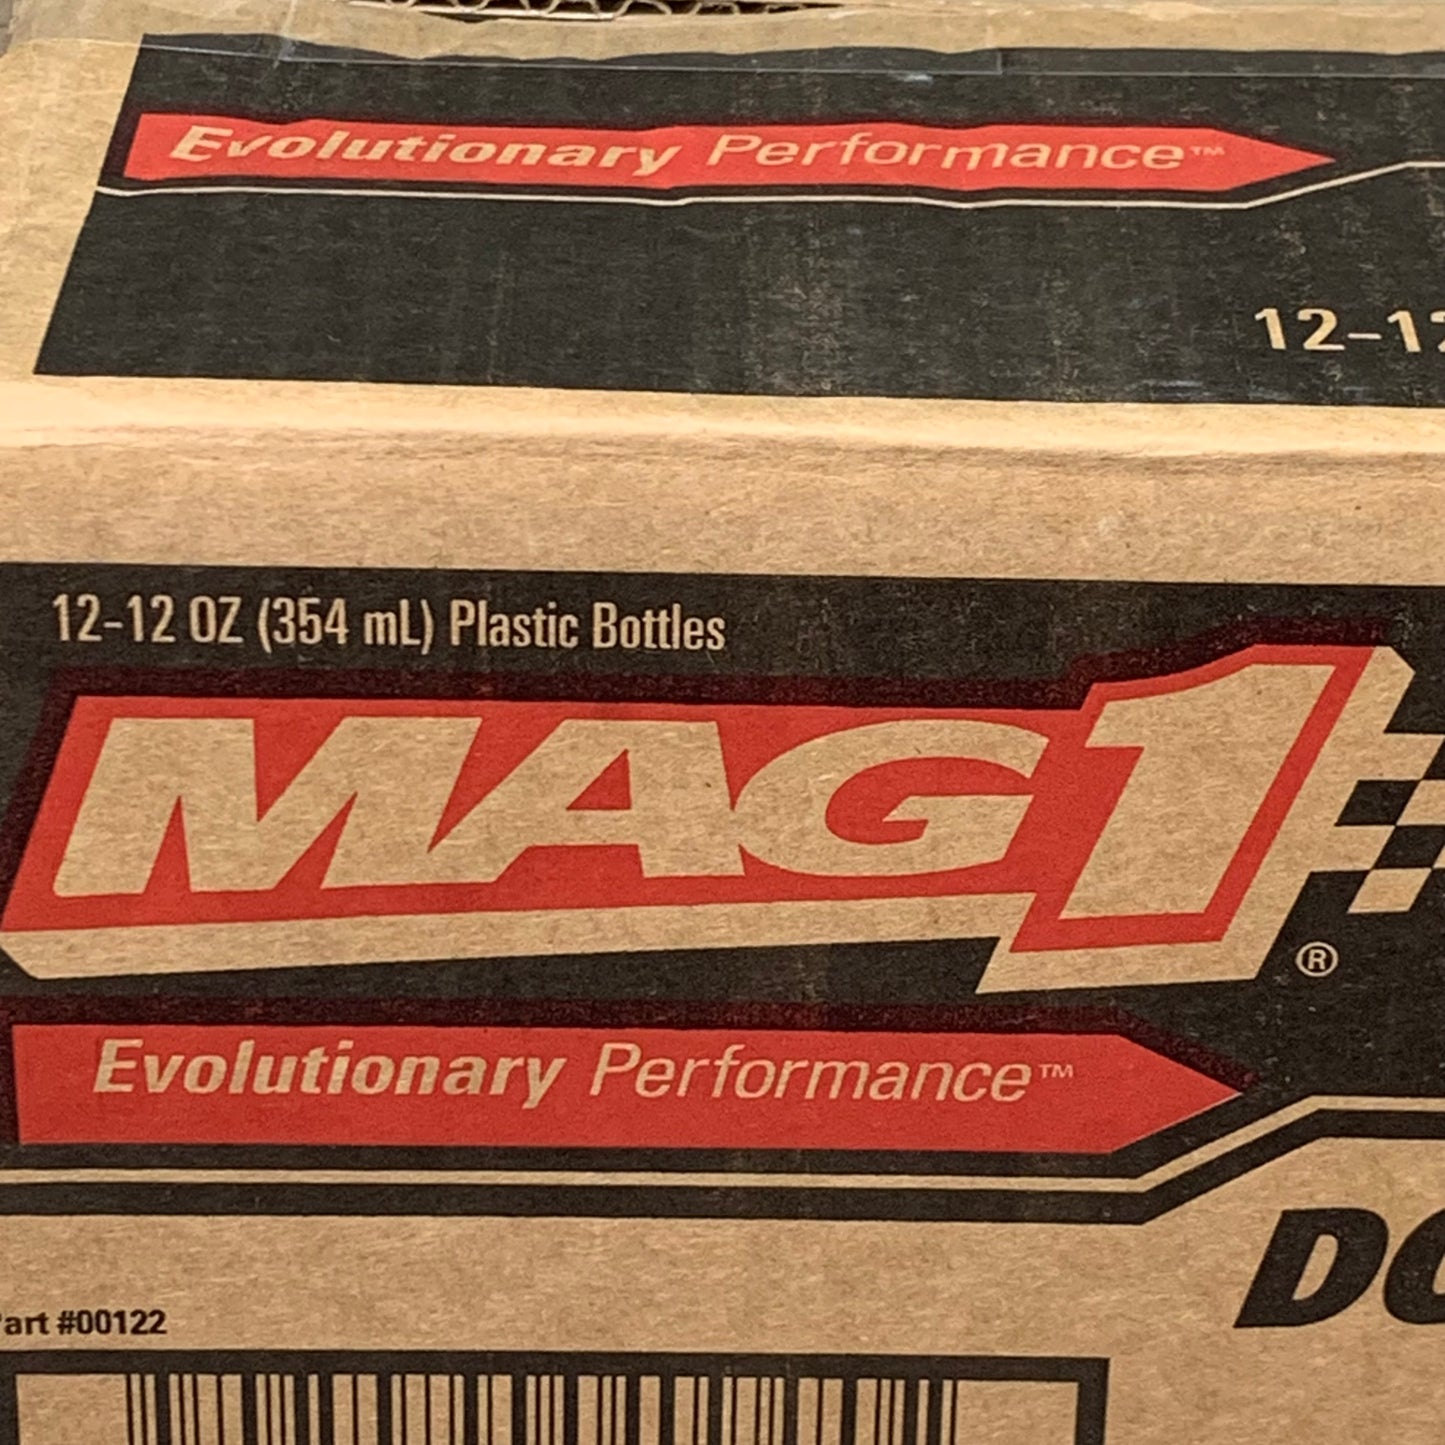 Evolutionary Performance™
12-12
12-12 OZ (354 mL) Plastic Bottles
MAG1®
Evolutionary Performance™
Part #00122